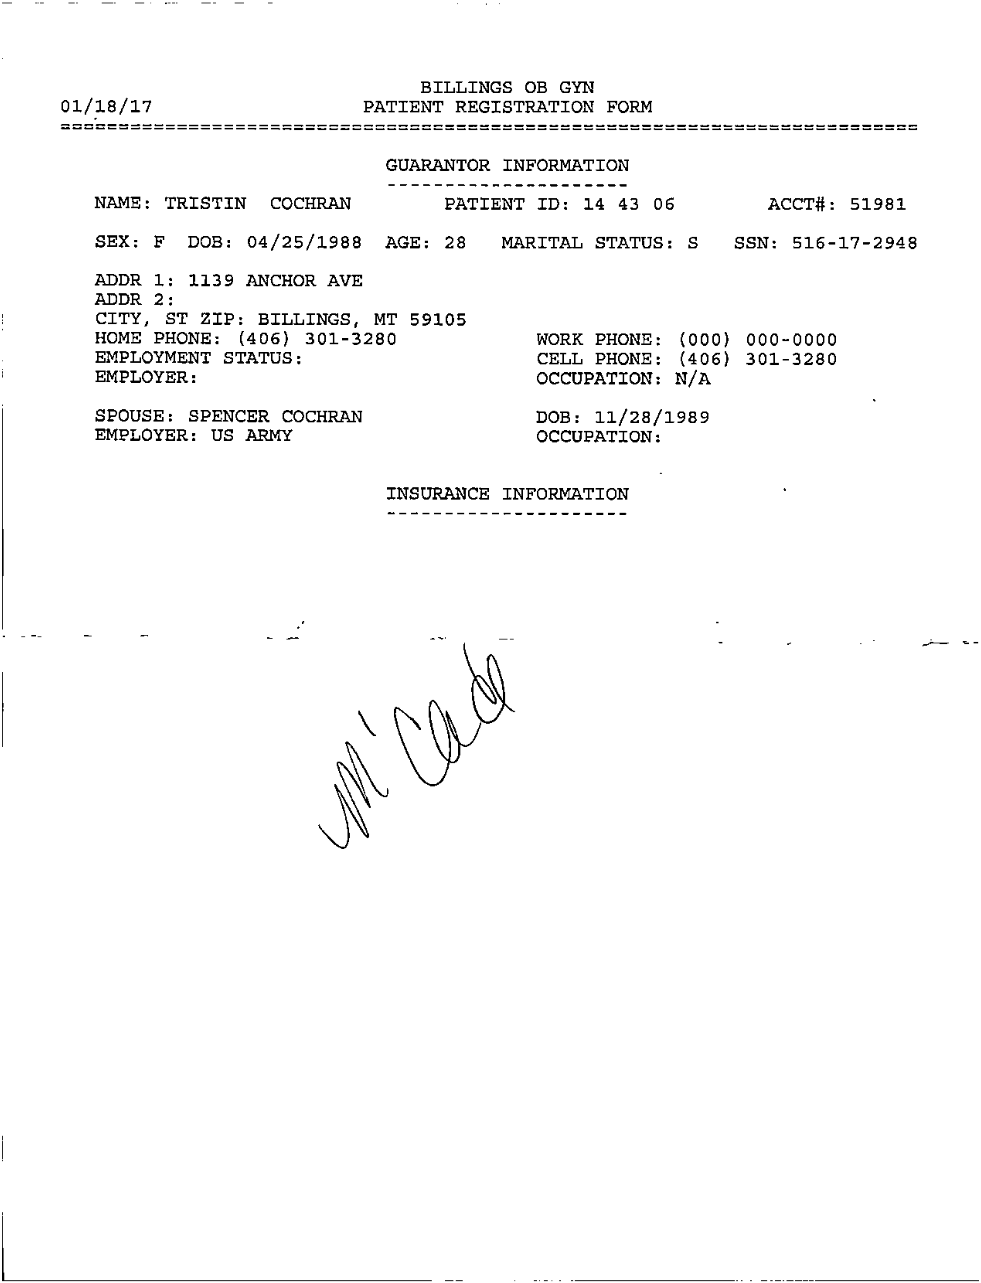 BILLINGS OB GYN
01/18/17 PATIENT REGISTRATION FORM
==========================================================================
GUARANTOR INFORMATION
---------------------
NAME: TRISTIN COCHRAN PATIENT ID: 14 43 06 ACCT#: 51981
SEX: F DOB: 04/25/1988 AGE: 28 MARITAL STATUS: S SSN: 516-17-2948
ADDR 1: 1139 ANCHOR AVE
ADDR 2:
CITY, ST ZIP: BILLINGS, MT 59105
HOME PHONE: (406) 301-3280 WORK PHONE: (000) 000-0000
EMPLOYMENT STATUS: CELL PHONE: (406) 301-3280
EMPLOYER: OCCUPATION: N/A
SPOUSE: SPENCER COCHRAN DOB: 11/28/1989
EMPLOYER: US ARMY OCCUPATION:
INSURANCE INFORMATION
---------------------